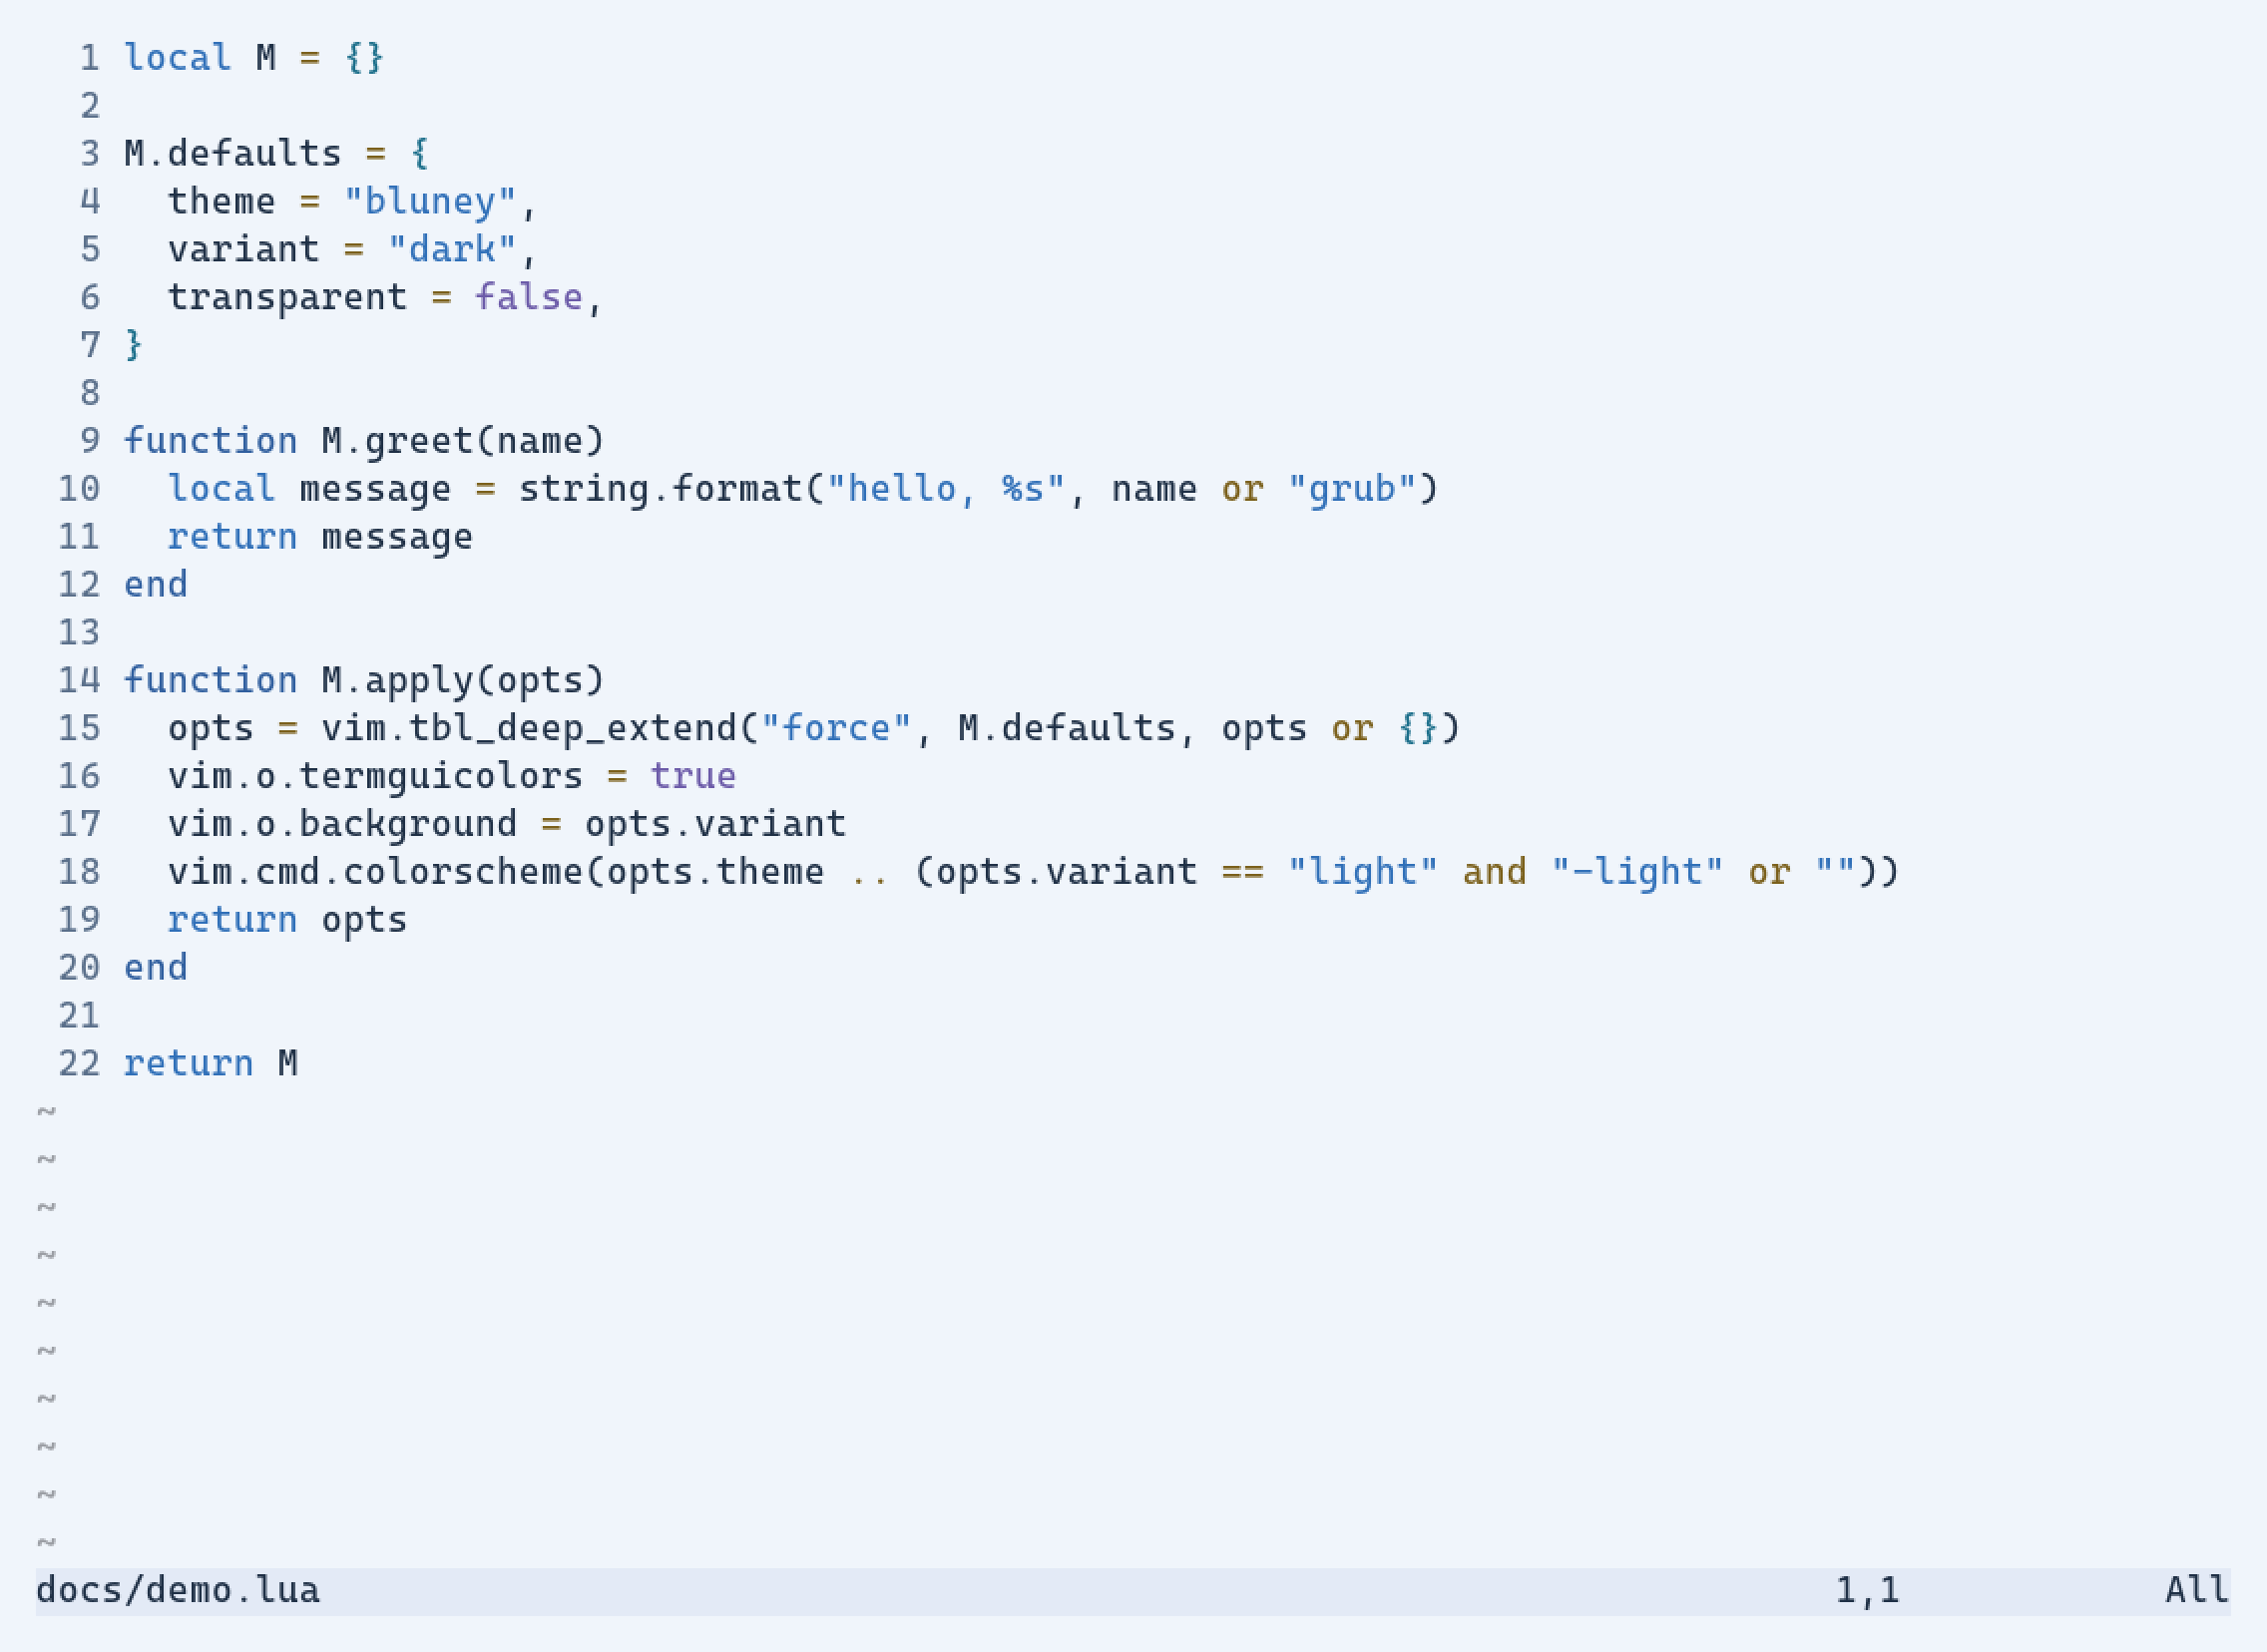 1 local M = {}
2
3 M.defaults = {
4   theme = "bluney",
5   variant = "dark",
6   transparent = false,
7 }
8
9 function M.greet(name)
10   local message = string.format("hello, %s", name or "grub")
11   return message
12 end
13
14 function M.apply(opts)
15   opts = vim.tbl_deep_extend("force", M.defaults, opts or {})
16   vim.o.termguicolors = true
17   vim.o.background = opts.variant
18   vim.cmd.colorscheme(opts.theme .. (opts.variant == "light" and "-light" or ""))
19   return opts
20 end
21
22 return M
~
~
~
~
~
~
~
~
~
~
docs/demo.lua 1,1 All